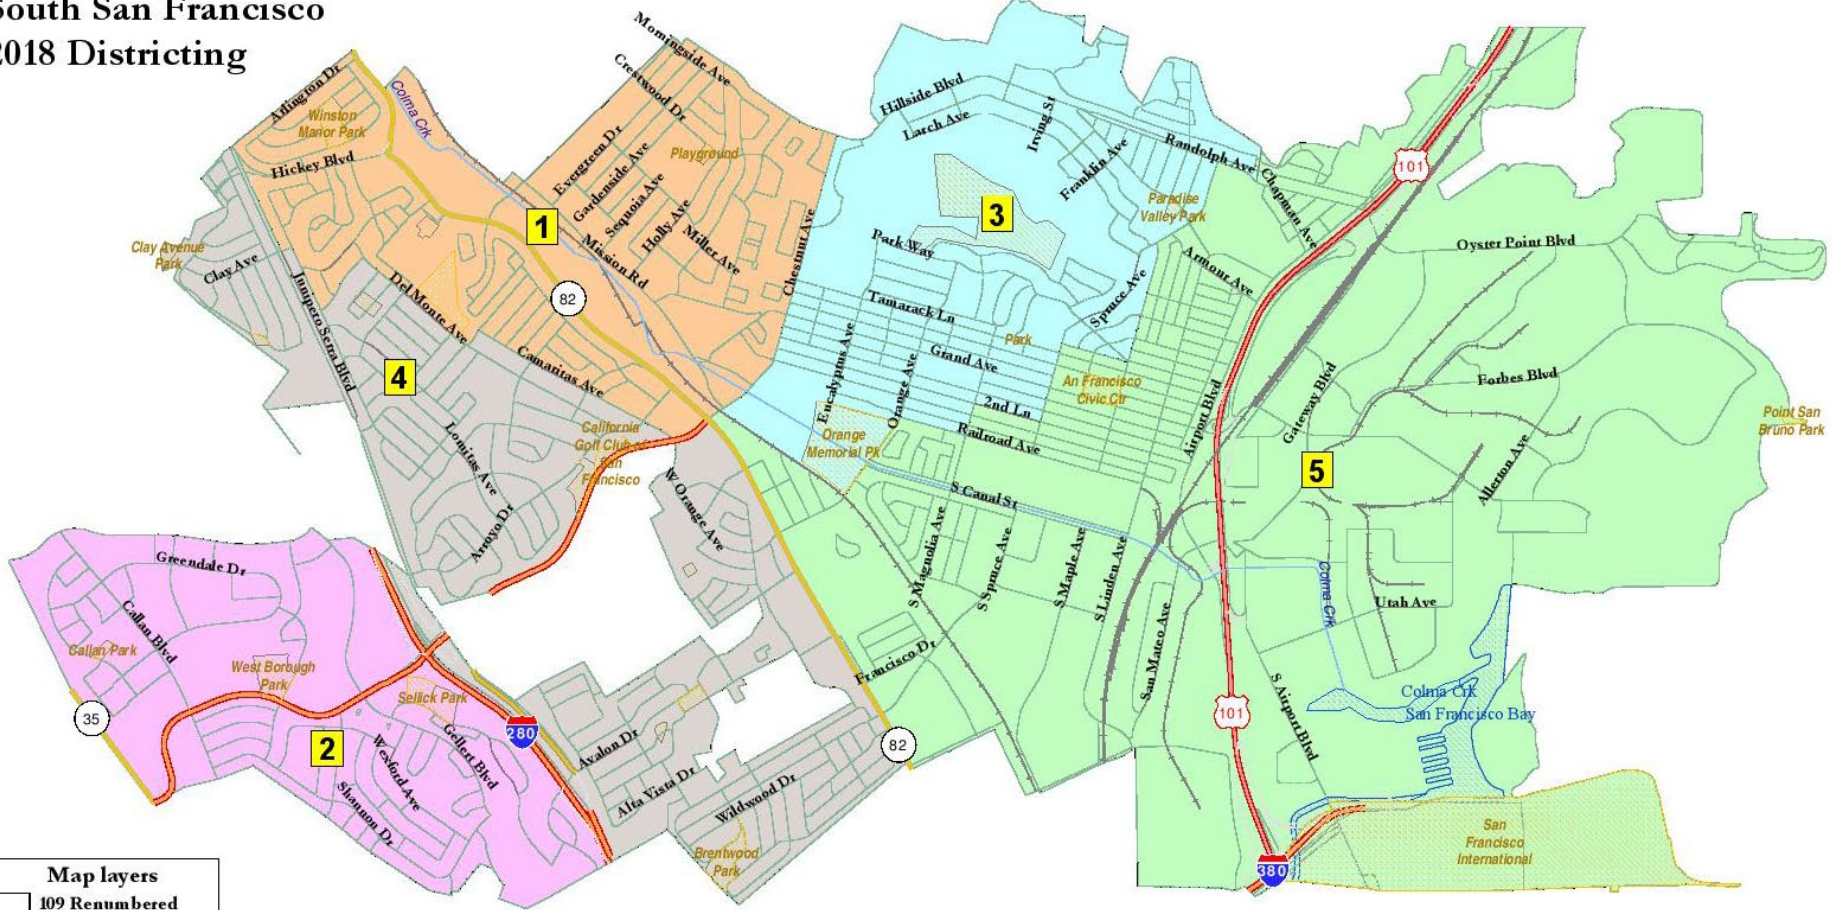 South San Francisco
2018 Districting
Morningside Ave
Crestwood Dr
Arlington Dr
Winston
Manor Park
Colma Crk
Hickey Blvd
Evergreen Dr
Gardenside Ave
Sequoia Ave
Holly Ave
Miller Ave
Mission Rd
Playground
Chestnut Ave
1
82
Hillside Blvd
Larch Ave
Irving St
Franklin Ave
Randolph Ave
Chapman Ave
Paradise
Valley Park
3
101
Oyster Point Blvd
Clay Avenue
Park
Clay Ave
Junipero Serra Blvd
Del Monte Ave
Camaritas Ave
4
Park Way
Tamarack Ln
Spruce Ave
Armour Ave
Park
Grand Ave
Eucalyptus Ave
Orange Ave
2nd Ln
An Francisco
Civic Ctr
Railroad Ave
Airport Blvd
Gateway Blvd
Forbes Blvd
Point San
Bruno Park
Orange
Memorial Pk
California
Golf Club of
San
Francisco
Lomitas Ave
Arroyo Dr
W Orange Ave
S Canal St
5
Allerton Ave
S Magnolia Ave
S Spruce Ave
S Maple Ave
S Linden Ave
San Mateo Ave
Colma Crk
Utah Ave
Greendale Dr
Callan Blvd
Callan Park
West Borough
Park
Sellick Park
35
2
280
Wexford Ave
Gellert Blvd
Shannon Dr
Avalon Dr
Alta Vista Dr
Wildwood Dr
Brentwood
Park
Francisco Dr
82
101
S Airport Blvd
Colma Crk
San Francisco Bay
San
Francisco
International
380
Map layers
109 Renumbered